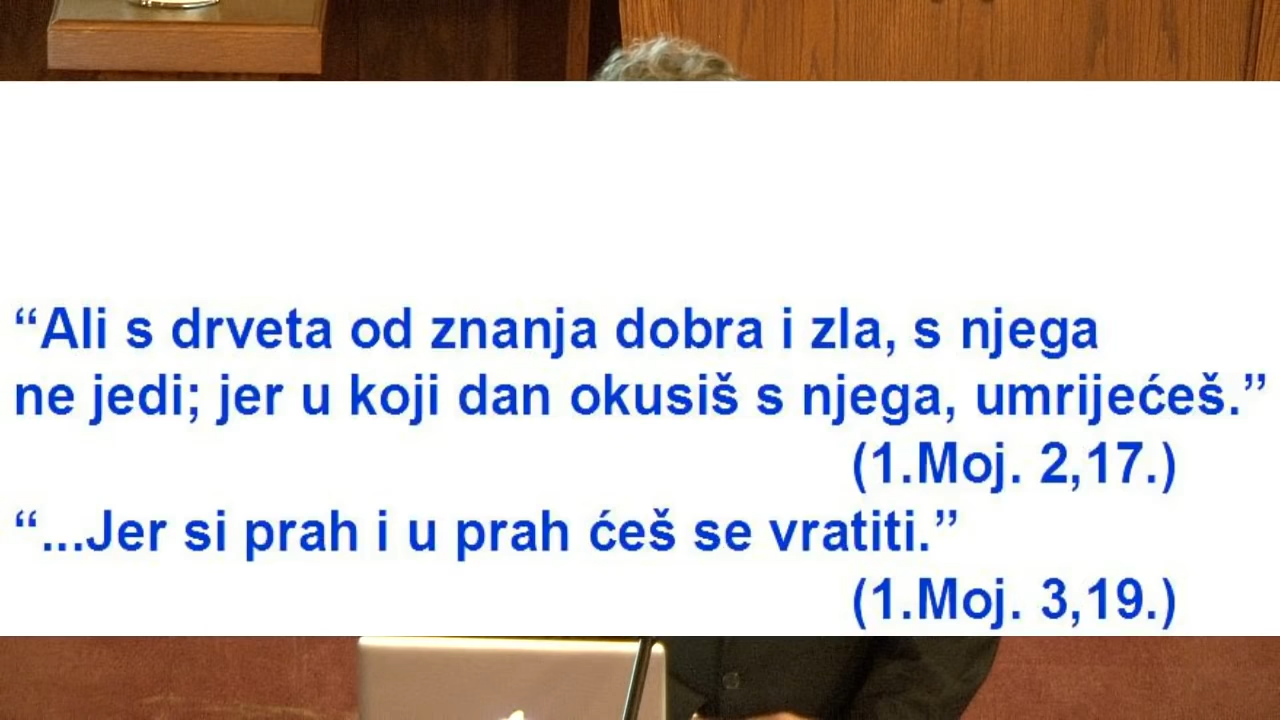 “Ali s drveta od znanja dobra i zla, s njega
ne jedi; jer u koji dan okusiš s njega, umrijećeš.”
(1.Moj. 2,17.)
“...Jer si prah i u prah ćeš se vratiti.”
(1.Moj. 3,19.)